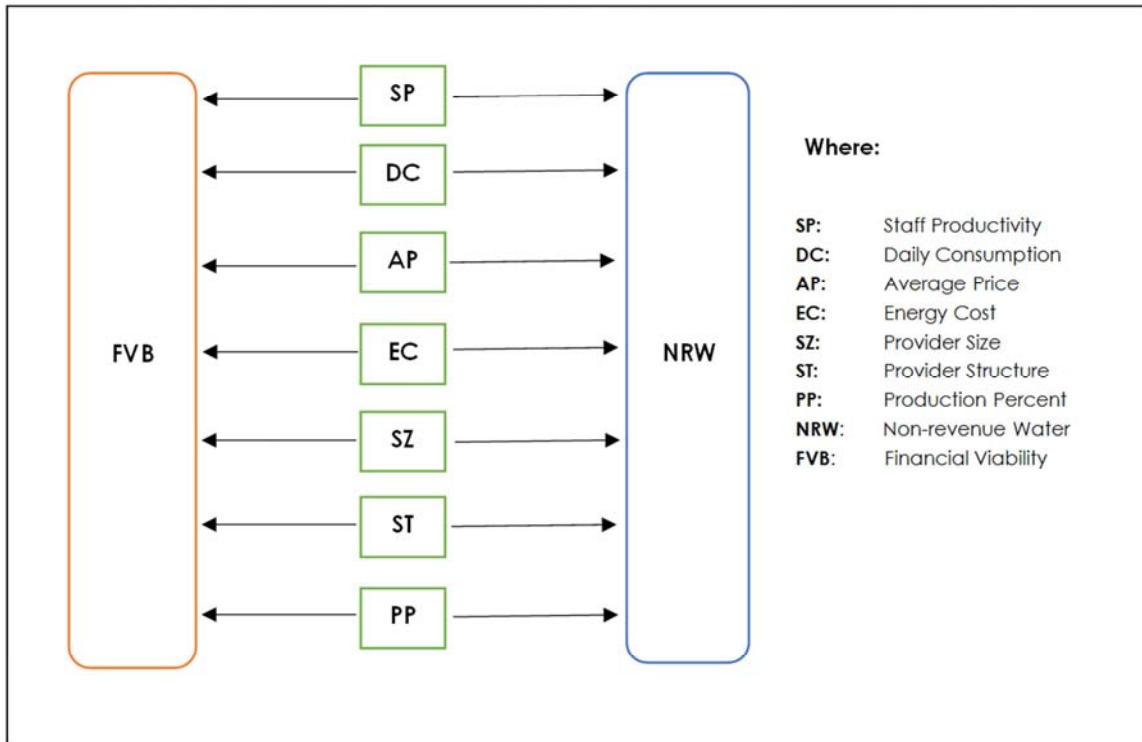 SP
DC
AP
EC
SZ
ST
PP
FVB
NRW
Where:
SP: Staff Productivity
DC: Daily Consumption
AP: Average Price
EC: Energy Cost
SZ: Provider Size
ST: Provider Structure
PP: Production Percent
NRW: Non-revenue Water
FVB: Financial Viability